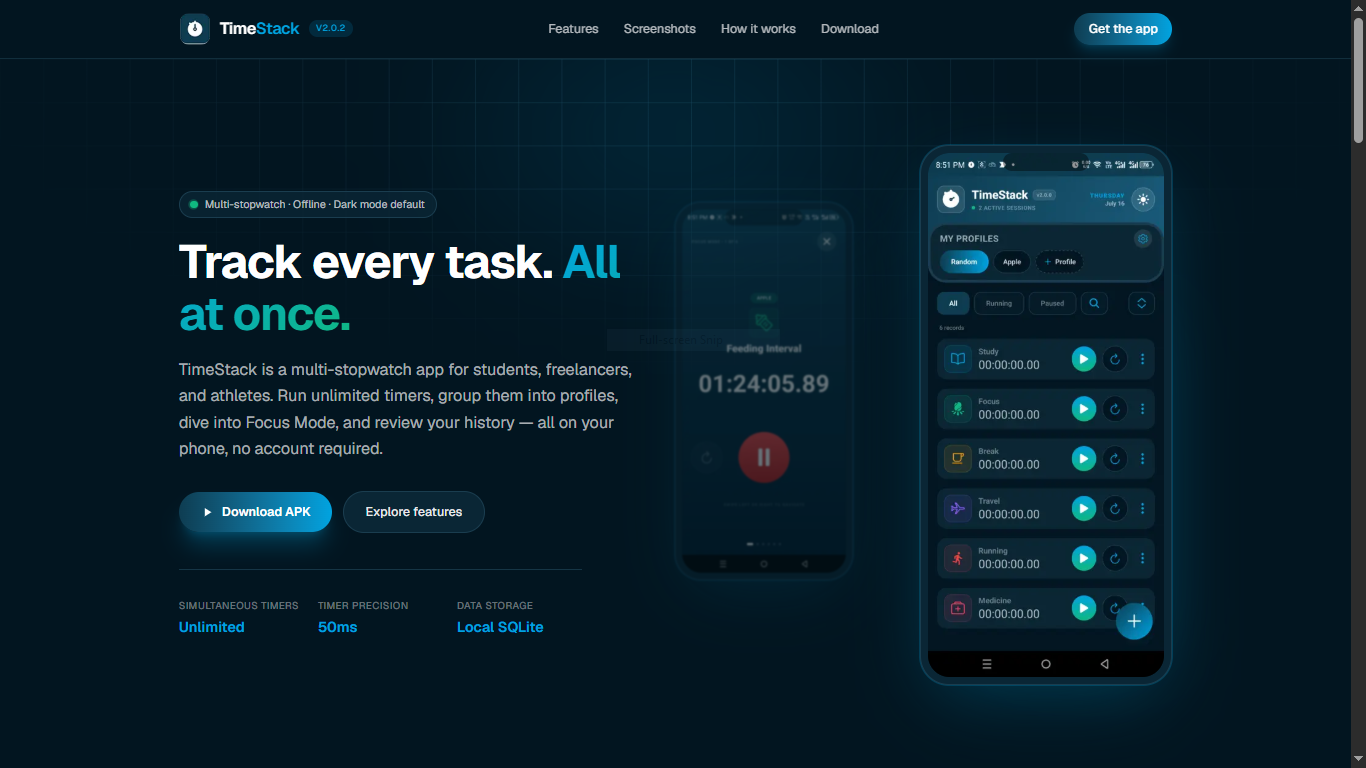 TimeStack V2.0.2
Features Screenshots How it works Download
Get the app
Multi-stopwatch · Offline · Dark mode default
Track every task. All
at once.
TimeStack is a multi-stopwatch app for students, freelancers,
and athletes. Run unlimited timers, group them into profiles,
dive into Focus Mode, and review your history — all on your
phone, no account required.
Download APK Explore features
SIMULTANEOUS TIMERS TIMER PRECISION DATA STORAGE
Unlimited 50ms Local SQLite
APPLE
Feeding Interval
01:24:05.89
8:51 PM
TimeStack
2 ACTIVE SESSIONS
THURSDAY
July 16
MY PROFILES
Random Apple + Profile
All Running Paused
6 records
Study
00:00:00.00
Focus
00:00:00.00
Break
00:00:00.00
Travel
00:00:00.00
Running
00:00:00.00
Medicine
00:00:00.00